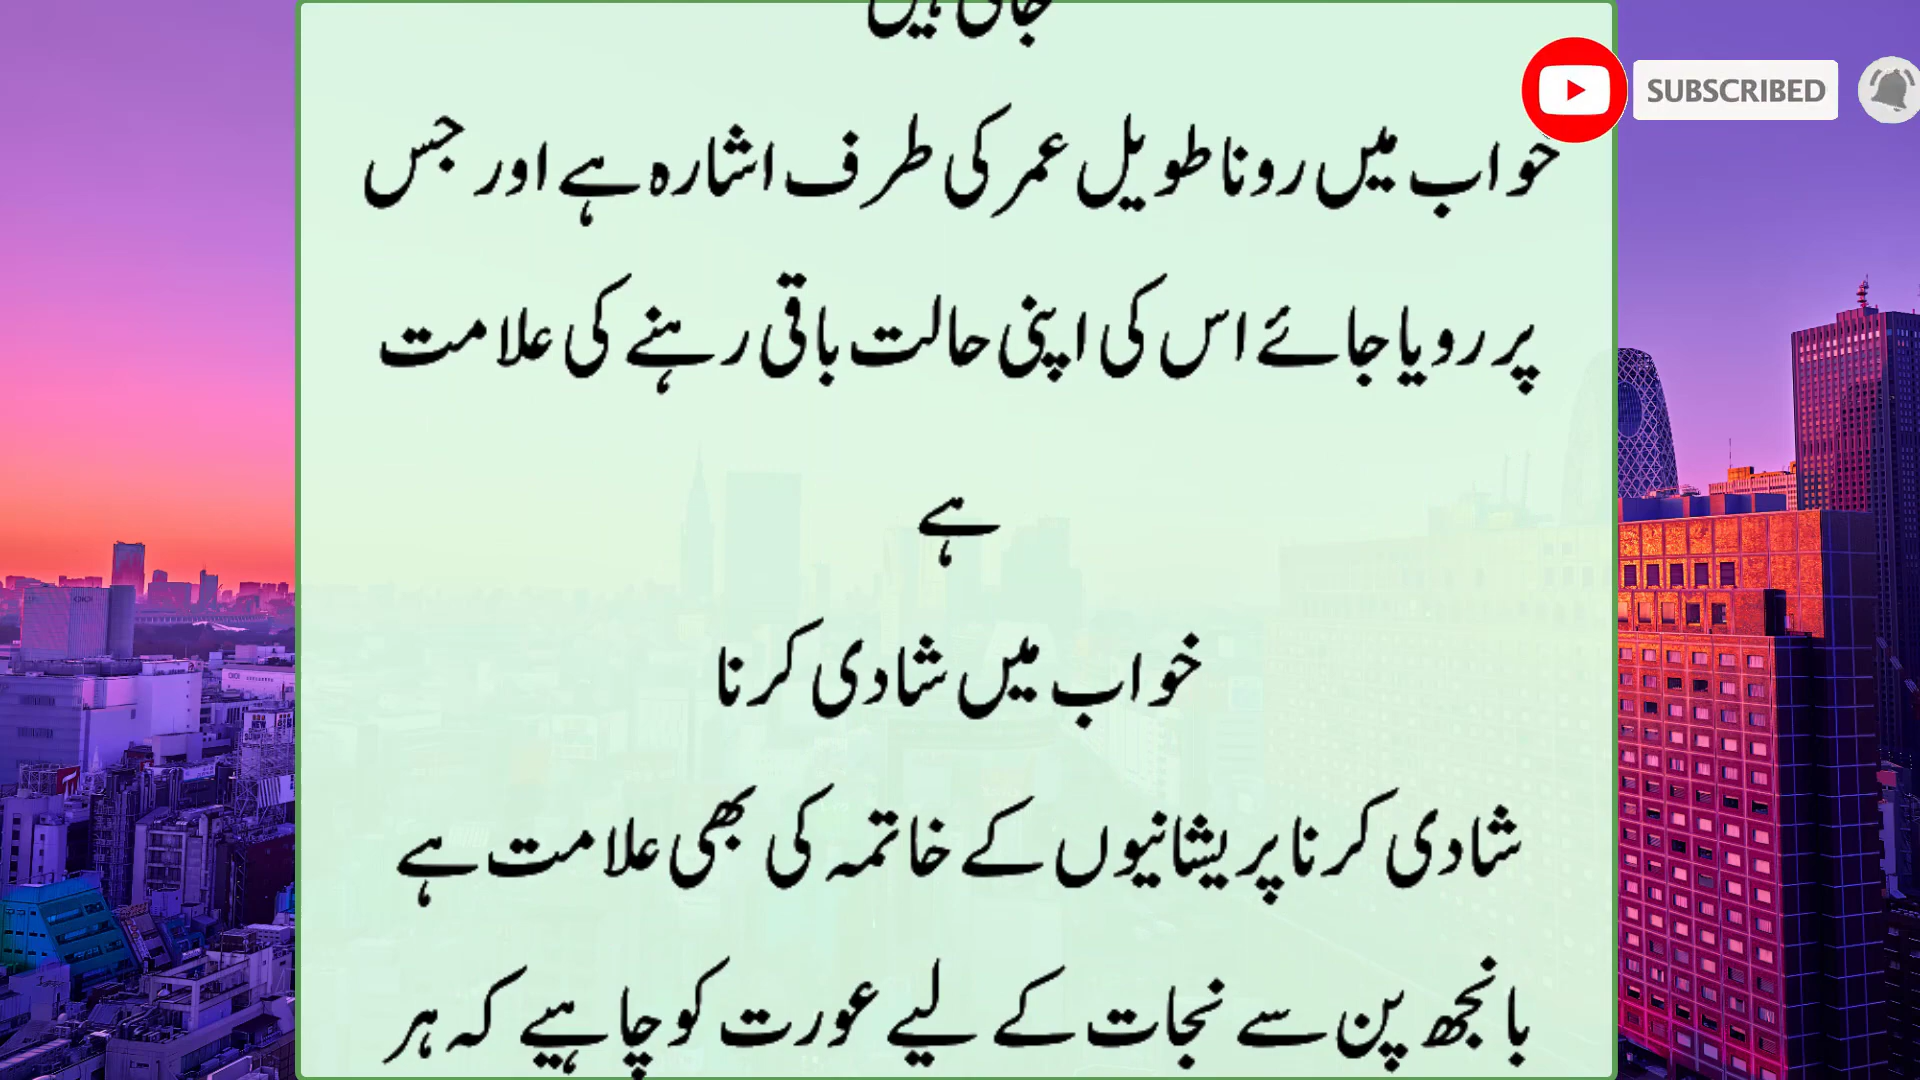 جاتی ہیں
SUBSCRIBED
خواب میں رونا طویل عمر کی طرف اشارہ ہے اور جس
پر رویا جائے اس کی اپنی حالت باقی رہنے کی علامت
ہے
خواب میں شادی کرنا
شادی کرنا پریشانیوں کے خاتمہ کی بھی علامت ہے
بانجھ پن سے نجات کے لیے عورت کو چاہیے کہ ہر